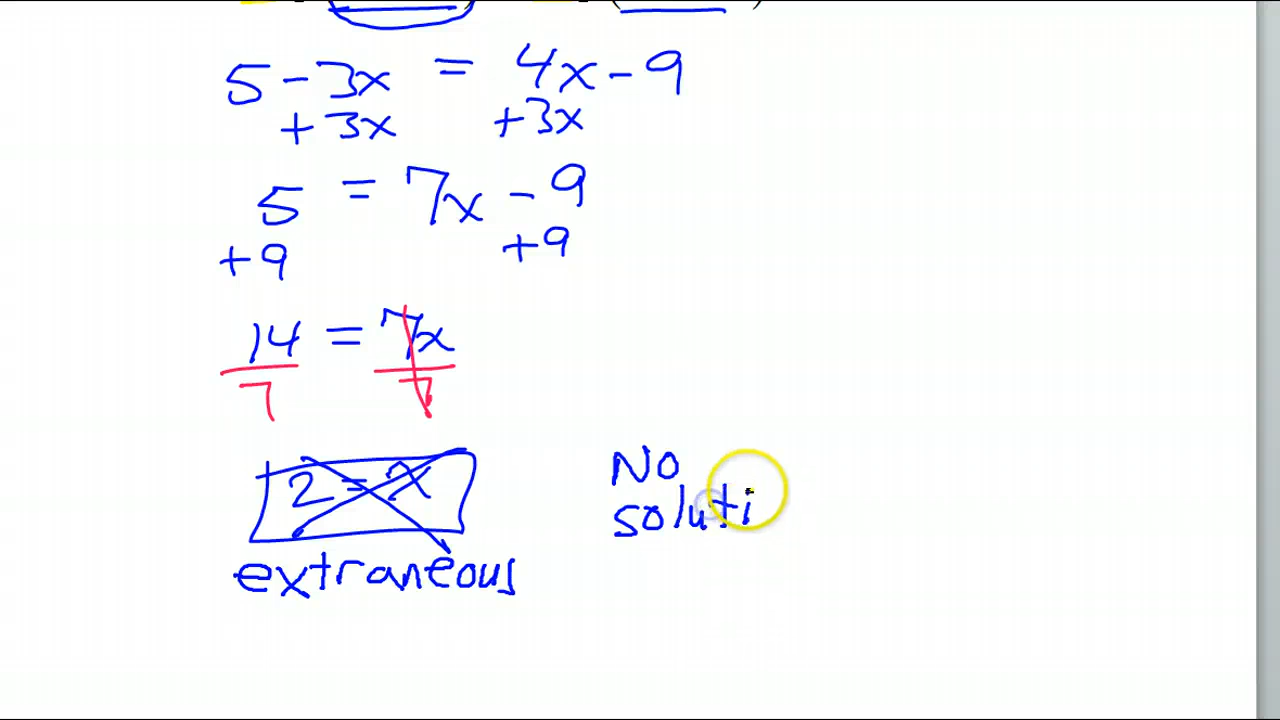 5 - 3x = 4x - 9
+ 3x +3x
5 = 7x - 9
+9 +9
14 = 7x
7 7
2 = x
extraneous
No
soluti